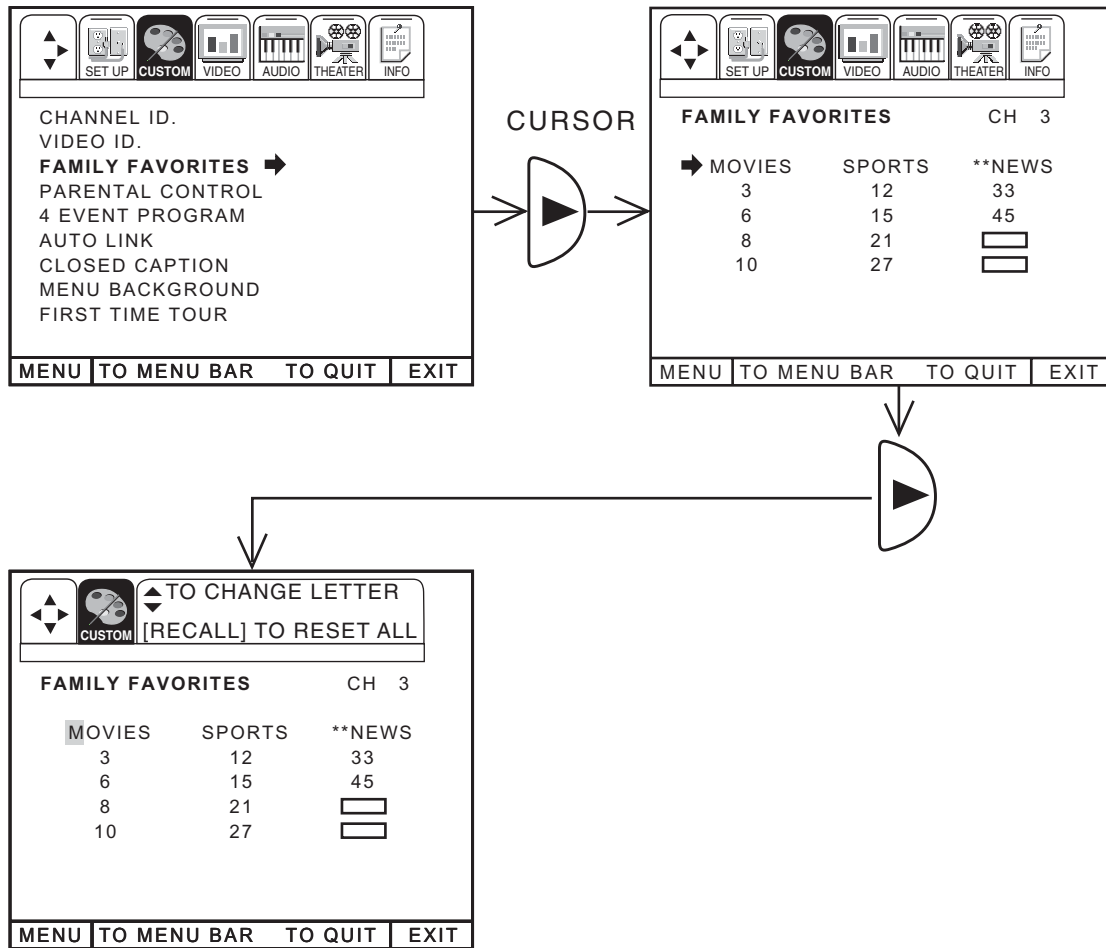 SET UP CUSTOM VIDEO AUDIO THEATER INFO
CHANNEL ID.
VIDEO ID.
FAMILY FAVORITES
PARENTAL CONTROL
4 EVENT PROGRAM
AUTO LINK
CLOSED CAPTION
MENU BACKGROUND
FIRST TIME TOUR
MENU TO MENU BAR TO QUIT EXIT
CURSOR
SET UP CUSTOM VIDEO AUDIO THEATER INFO
FAMILY FAVORITES CH 3
MOVIES SPORTS **NEWS
3 12 33
6 15 45
8 21
10 27
MENU TO MENU BAR TO QUIT EXIT
CUSTOM
TO CHANGE LETTER
[RECALL] TO RESET ALL
FAMILY FAVORITES CH 3
MOVIES SPORTS **NEWS
3 12 33
6 15 45
8 21
10 27
MENU TO MENU BAR TO QUIT EXIT